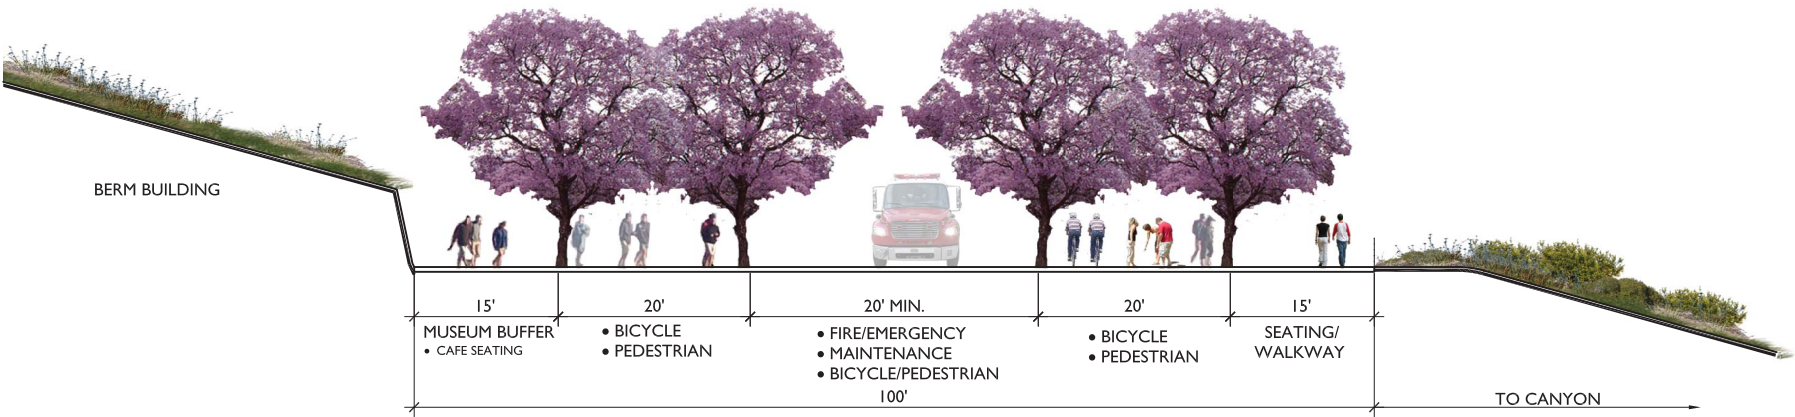 BERM BUILDING
15'
20'
20' MIN.
20'
15'
MUSEUM BUFFER
• CAFE SEATING
• BICYCLE
• PEDESTRIAN
• FIRE/EMERGENCY
• MAINTENANCE
• BICYCLE/PEDESTRIAN
• BICYCLE
• PEDESTRIAN
SEATING/
WALKWAY
100'
TO CANYON